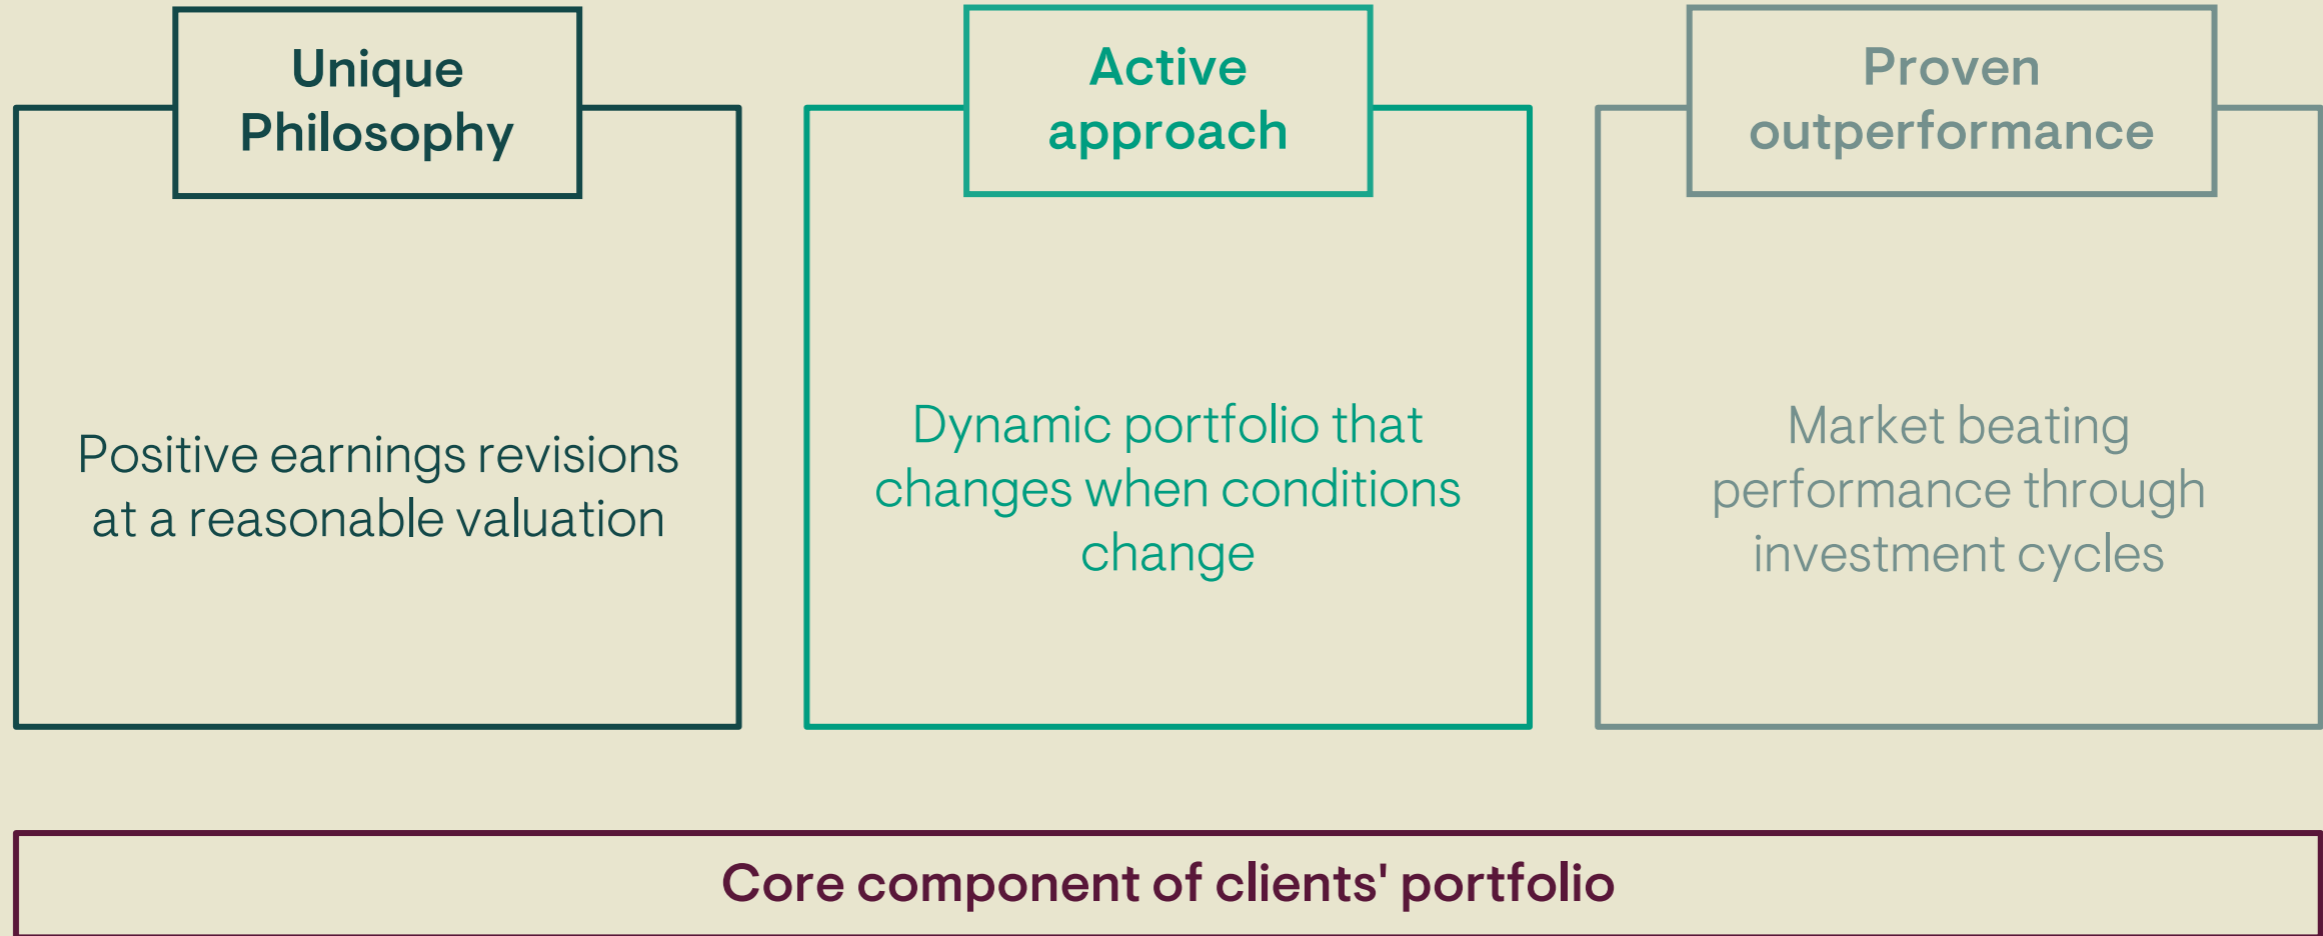 Unique
Philosophy
Positive earnings revisions
at a reasonable valuation
Active
approach
Dynamic portfolio that
changes when conditions
change
Proven
outperformance
Market beating
performance through
investment cycles
Core component of clients' portfolio